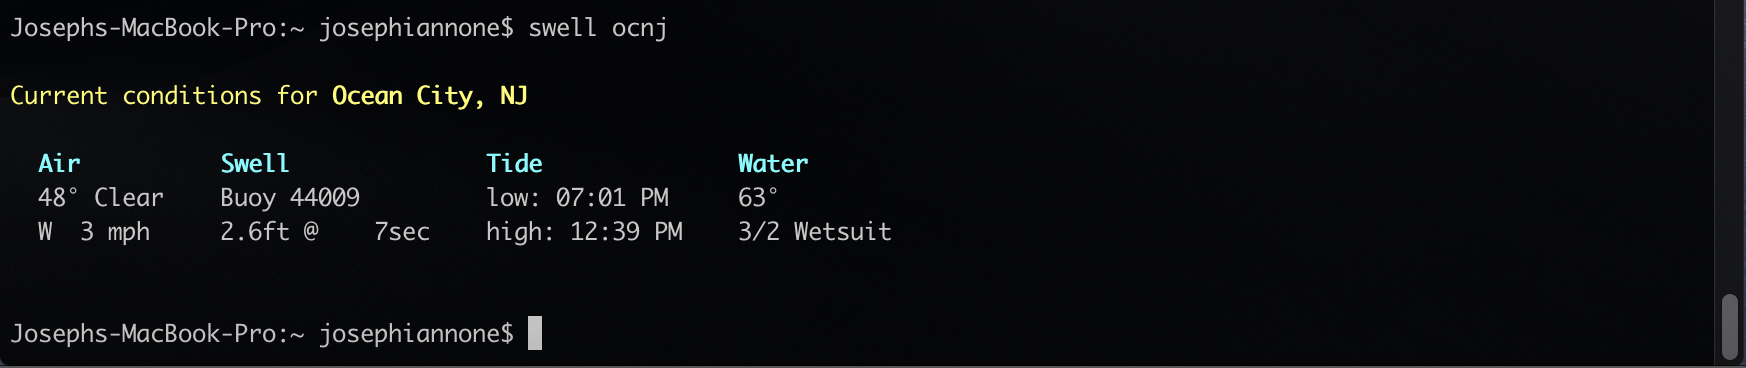 Josephs-MacBook-Pro:~ josephiannone$ swell ocnj
Current conditions for Ocean City, NJ
Air Swell Tide Water
48° Clear Buoy 44009 low: 07:01 PM 63°
W 3 mph 2.6ft @ 7sec high: 12:39 PM 3/2 Wetsuit
Josephs-MacBook-Pro:~ josephiannone$